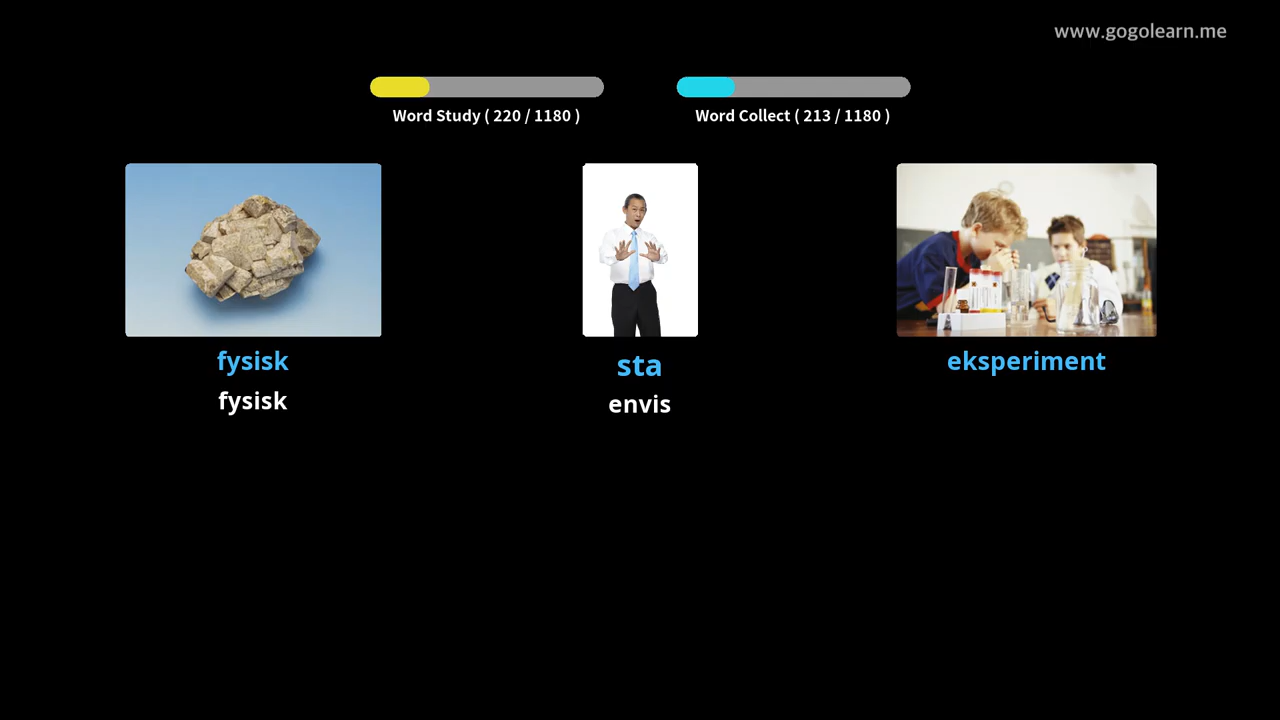 www.gogolearn.me
Word Study ( 220 / 1180 )
Word Collect ( 213 / 1180 )
fysisk
fysisk
sta
envis
eksperiment